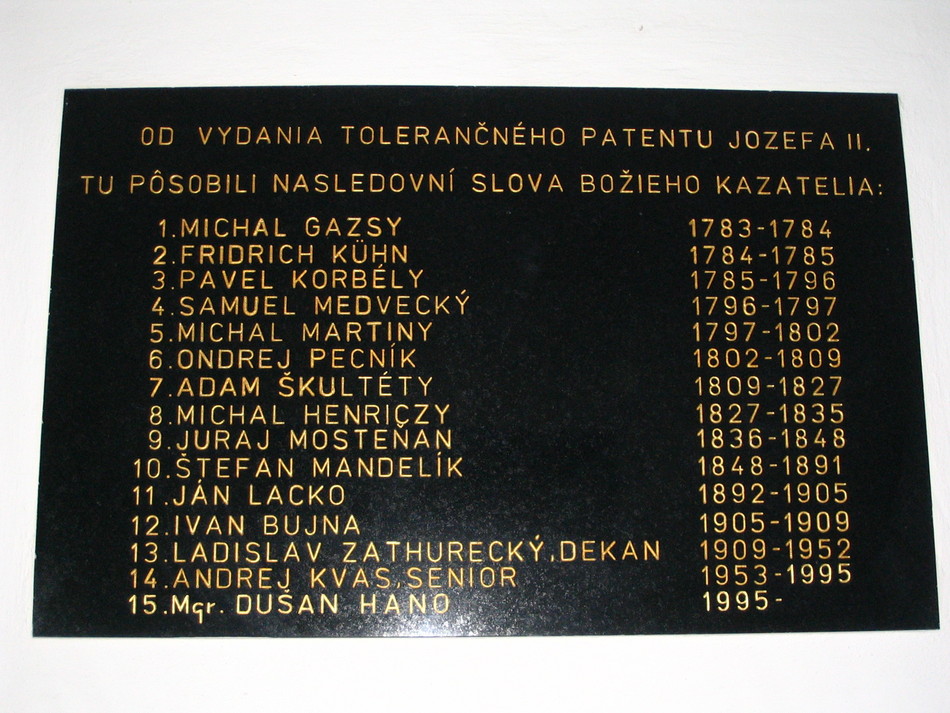 OD VYDANIA TOLERANČNÉHO PATENTU JOZEFA II.
TU PÔSOBILI NASLEDOVNÍ SLOVA BOŽIEHO KAZATELIA:
1.MICHAL GAZSY 1783-1784
2.FRIDRICH KÜHN 1784-1785
3.PAVEL KORBÉLY 1785-1796
4.SAMUEL MEDVECKÝ 1796-1797
5.MICHAL MARTINY 1797-1802
6.ONDREJ PECNÍK 1802-1809
7.ADAM ŠKULTÉTY 1809-1827
8.MICHAL HENRICZY 1827-1835
9.JURAJ MOSTEŇAN 1836-1848
10.ŠTEFAN MANDELÍK 1848-1891
11.JÁN LACKO 1892-1905
12.IVAN BUJNA 1905-1909
13.LADISLAV ZATHURECKÝ,DEKAN 1909-1952
14.ANDREJ KVAS,SENIOR 1953-1995
15.Mgr. DUŠAN HANO 1995-